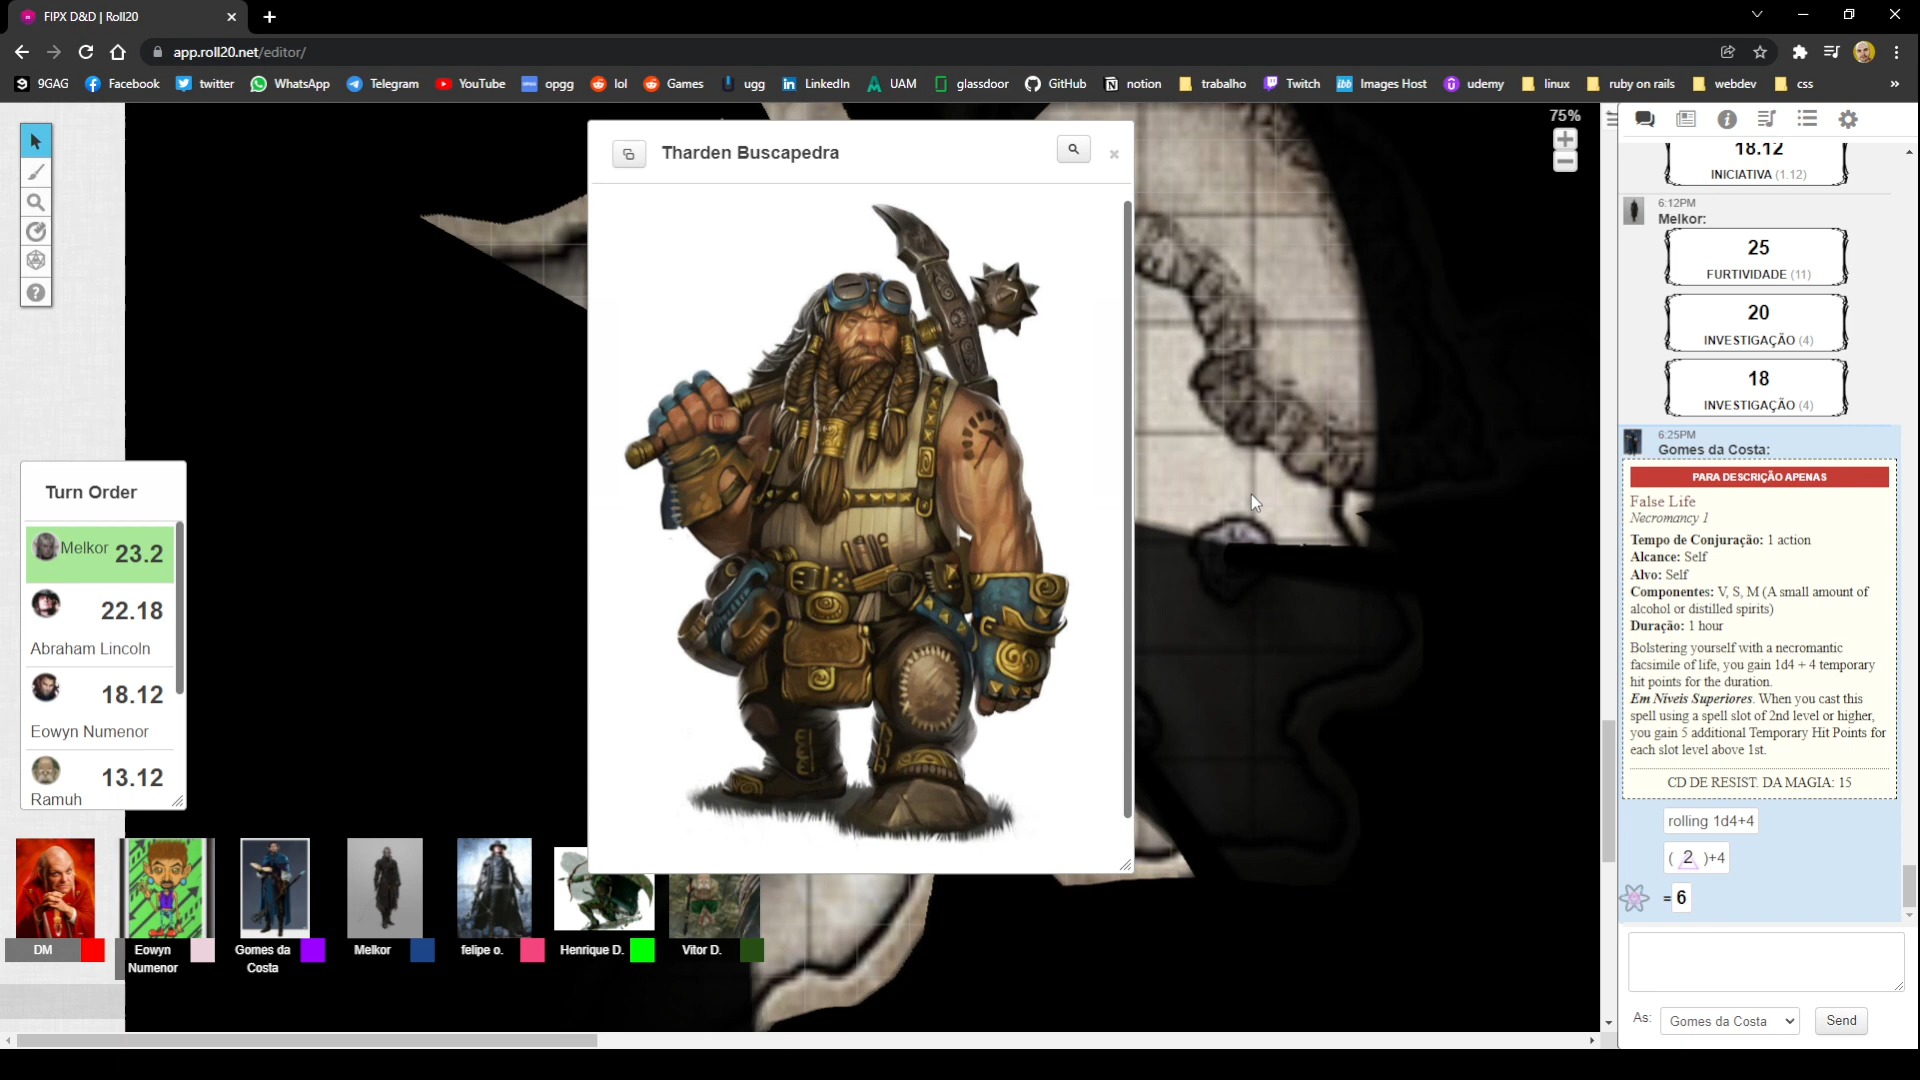 FIPX D&D | Roll20
app.roll20.net/editor/
9GAG Facebook twitter WhatsApp Telegram YouTube opgg lol Games ugg LinkedIn UAM glassdoor GitHub notion trabalho Twitch Images Host udemy linux ruby on rails webdev css »
75%
Tharden Buscapedra
Turn Order
Melkor 23.2
22.18
Abraham Lincoln
18.12
Eowyn Numenor
13.12
Ramuh
DM
Eowyn
Numenor
Gomes da
Costa
Melkor
felipe o.
Henrique D.
Vitor D.
18.12
INICIATIVA (1.12)
6:12PM
Melkor:
25
FURTIVIDADE (11)
20
INVESTIGAÇÃO (4)
18
INVESTIGAÇÃO (4)
6:25PM
Gomes da Costa:
PARA DESCRIÇÃO APENAS
False Life
Necromancy 1
Tempo de Conjuração: 1 action
Alcance: Self
Alvo: Self
Componentes: V, S, M (A small amount of
alcohol or distilled spirits)
Duração: 1 hour
Bolstering yourself with a necromantic
facsimile of life, you gain 1d4 + 4 temporary
hit points for the duration.
Em Níveis Superiores. When you cast this
spell using a spell slot of 2nd level or higher,
you gain 5 additional Temporary Hit Points for
each slot level above 1st.
CD DE RESIST. DA MAGIA: 15
rolling 1d4+4
( 2 )+4
=6
As: Gomes da Costa Send